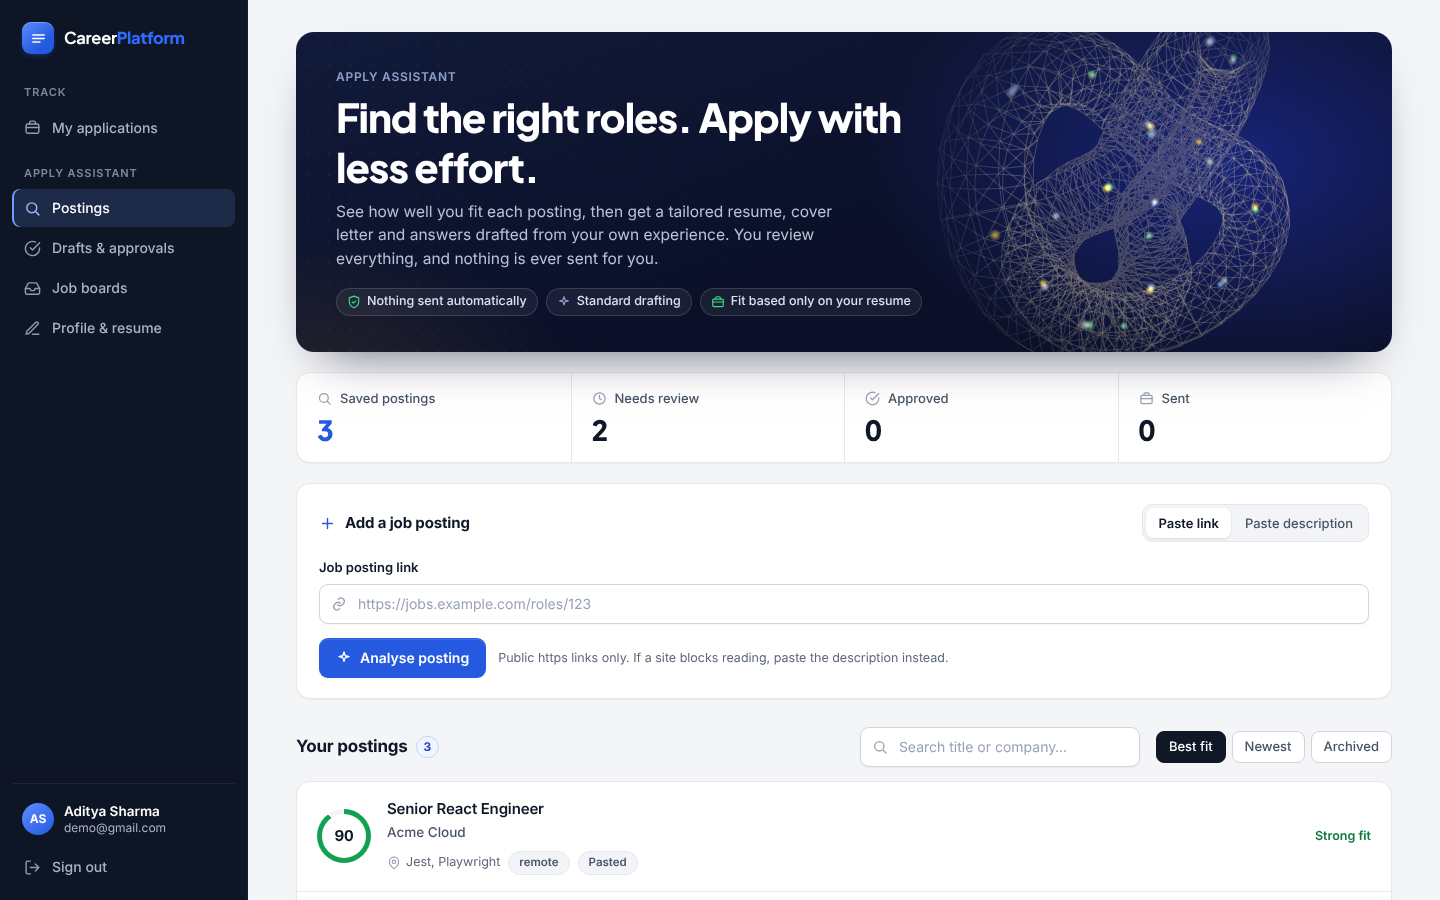 CareerPlatform
TRACK
My applications
APPLY ASSISTANT
Postings
Drafts & approvals
Job boards
Profile & resume
AS
Aditya Sharma
demo@gmail.com
Sign out
APPLY ASSISTANT
Find the right roles. Apply with
less effort.
See how well you fit each posting, then get a tailored resume, cover
letter and answers drafted from your own experience. You review
everything, and nothing is ever sent for you.
Nothing sent automatically
Standard drafting
Fit based only on your resume
Saved postings
3
Needs review
2
Approved
0
Sent
0
Add a job posting
Paste link
Paste description
Job posting link
https://jobs.example.com/roles/123
Analyse posting
Public https links only. If a site blocks reading, paste the description instead.
Your postings
3
Search title or company...
Best fit
Newest
Archived
90
Senior React Engineer
Acme Cloud
Jest, Playwright
remote
Pasted
Strong fit